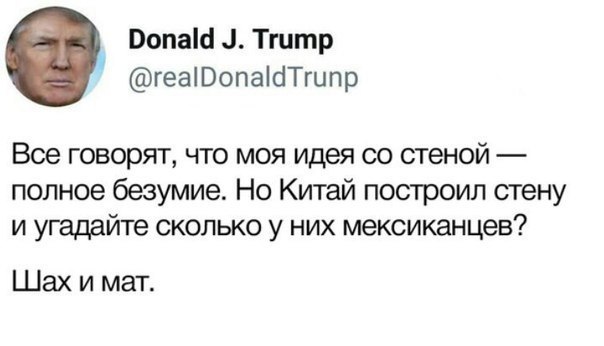 Donald J. Trump
@realDonaldTrunp
Все говорят, что моя идея со стеной —
полное безумие. Но Китай построил стену
и угадайте сколько у них мексиканцев?
Шах и мат.